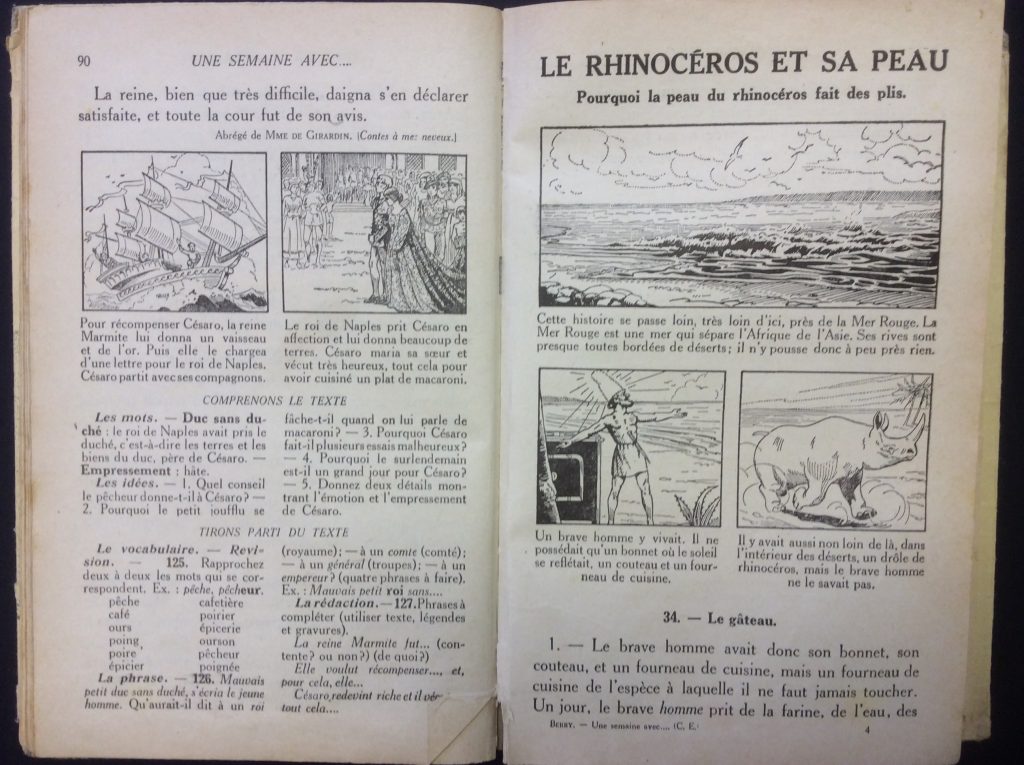 90
UNE SEMAINE AVEC....
La reine, bien que très difficile, daigna s'en déclarer
satisfaite, et toute la cour fut de son avis.
Abrégé de MME DE GIRARDIN. (Contes à mes neveux.)
Pour récompenser Césaro, la reine
Marmite lui donna un vaisseau
et de l'or. Puis elle le chargea
d'une lettre pour le roi de Naples.
Césaro partit avec ses compagnons.
Le roi de Naples prit Césaro en
affection et lui donna beaucoup de
terres. Césaro maria sa sœur et
vécut très heureux, tout cela pour
avoir cuisiné un plat de macaroni.
COMPRENONS LE TEXTE
Les mots. — Duc sans du-
ché : le roi de Naples avait pris le
duché, c'est-à-dire les terres et les
biens du duc, père de Césaro. —
Empressement : hâte.
Les idées. — 1. Quel conseil
le pêcheur donne-t-il à Césaro? —
2. Pourquoi le petit joufflu se
fâche-t-il quand on lui parle de
macaroni? — 3. Pourquoi Césaro
fait-il plusieurs essais malheureux?
— 4. Pourquoi le surlendemain
est-il un grand jour pour Césaro?
— 5. Donnez deux détails mon-
trant l'émotion et l'empressement
de Césaro.
TIRONS PARTI DU TEXTE
Le vocabulaire. — Revi-
sion. — 125. Rapprochez
deux à deux les mots qui se cor-
respondent. Ex. : pêche, pêcheur.
pêche cafetière
café poirier
ours épicerie
poing ourson
poire pêcheur
épicier poignée
La phrase. — 126. Mauvais
petit duc sans duché, s'écria le jeune
homme. Qu'aurait-il dit à un roi
(royaume); — à un comte (comté);
— à un général (troupes); — à un
empereur? (quatre phrases à faire).
Ex. : Mauvais petit roi sans....
La rédaction. — 127. Phrases à
compléter (utiliser texte, légendes
et gravures).
La reine Marmite fut... (con-
tente? ou non?) (de quoi?)
Elle voulut récompenser..., et,
pour cela, elle...
Césaro redevint riche et il
tout cela....
LE RHINOCÉROS ET SA PEAU
Pourquoi la peau du rhinocéros fait des plis.
Cette histoire se passe loin, très loin d'ici, près de la Mer Rouge. La
Mer Rouge est une mer qui sépare l'Afrique de l'Asie. Ses rives sont
presque toutes bordées de déserts; il n'y pousse donc à peu près rien.
Un brave homme y vivait. Il ne
possédait qu'un bonnet où le soleil
se reflétait, un couteau et un four-
neau de cuisine.
Il y avait aussi non loin de là, dans
l'intérieur des déserts, un drôle de
rhinocéros, mais le brave homme
ne le savait pas.
34. — Le gâteau.
1. — Le brave homme avait donc son bonnet, son
couteau, et un fourneau de cuisine, mais un fourneau de
cuisine de l'espèce à laquelle il ne faut jamais toucher.
Un jour, le brave homme prit de la farine, de l'eau, des
BERRY. — Une semaine avec.... (C. E.)
4